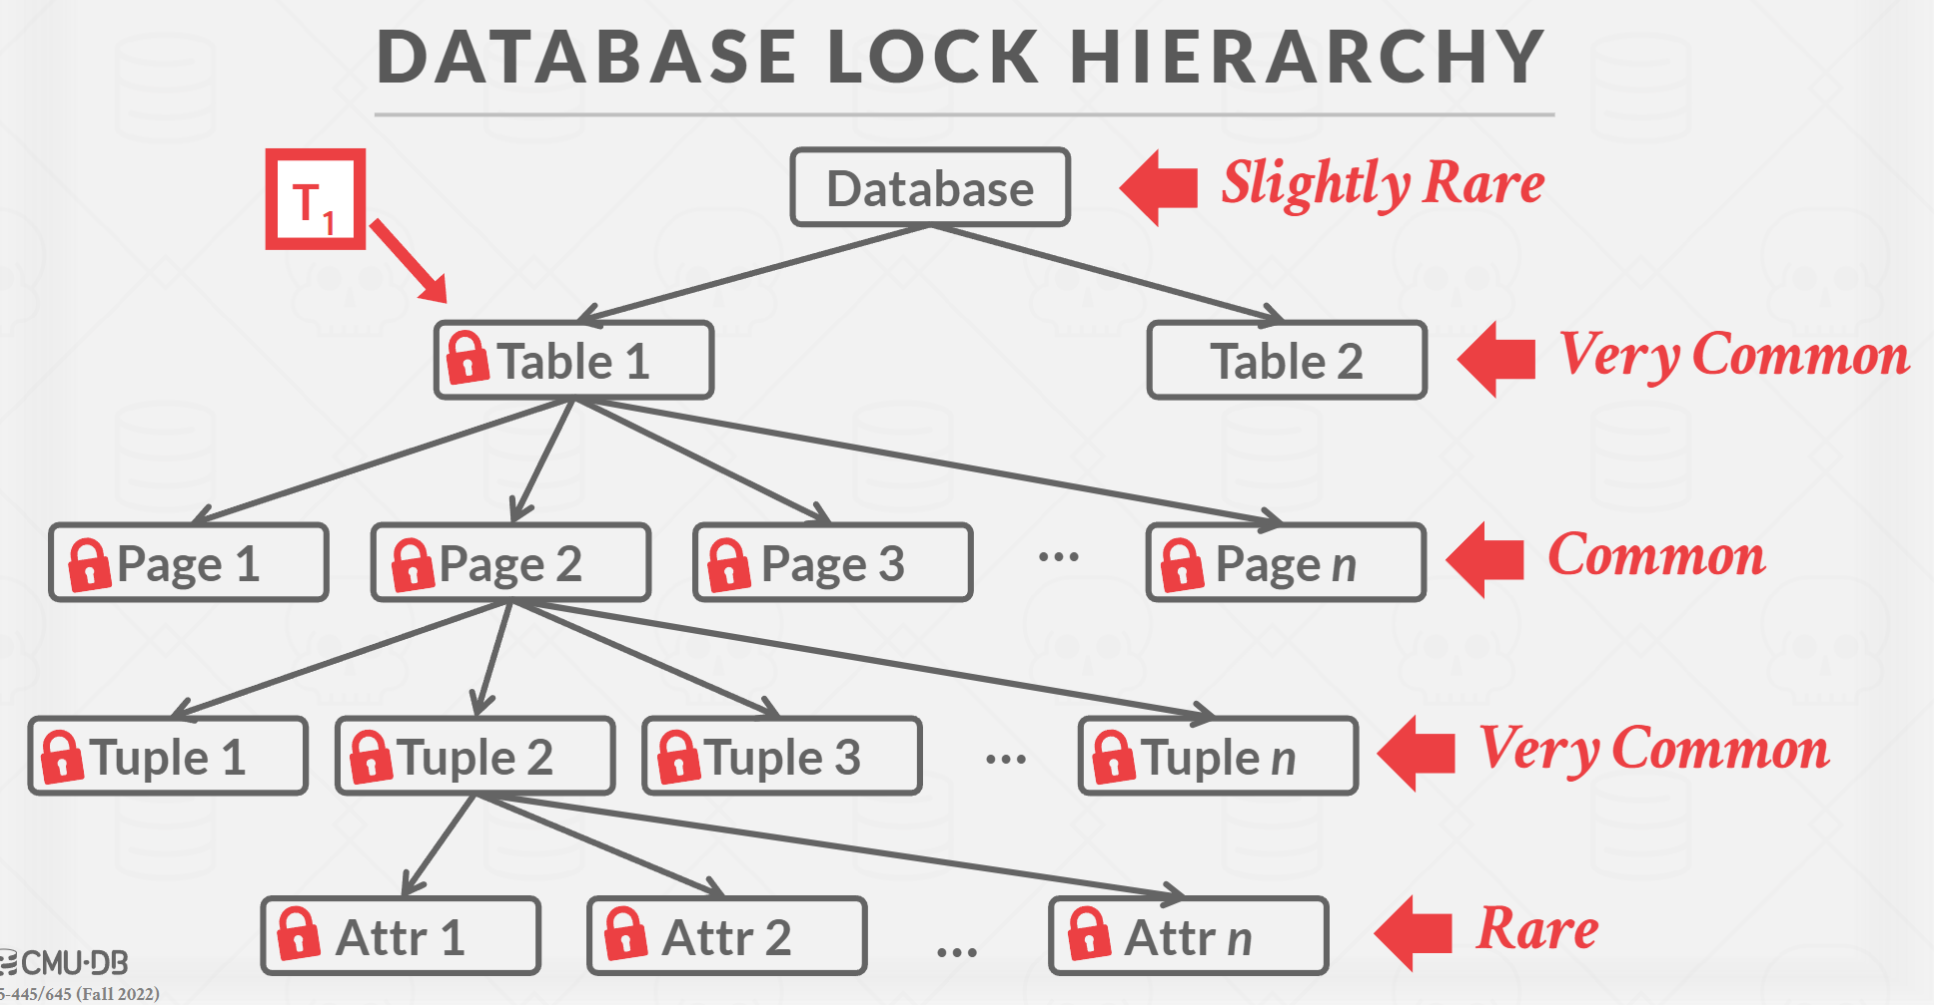 DATABASE LOCK HIERARCHY
T1
Database
Slightly Rare
Table 1
Table 2
Very Common
Page 1
Page 2
Page 3
...
Page n
Common
Tuple 1
Tuple 2
Tuple 3
...
Tuple n
Very Common
Attr 1
Attr 2
...
Attr n
Rare
CMU·DB
5-445/645 (Fall 2022)